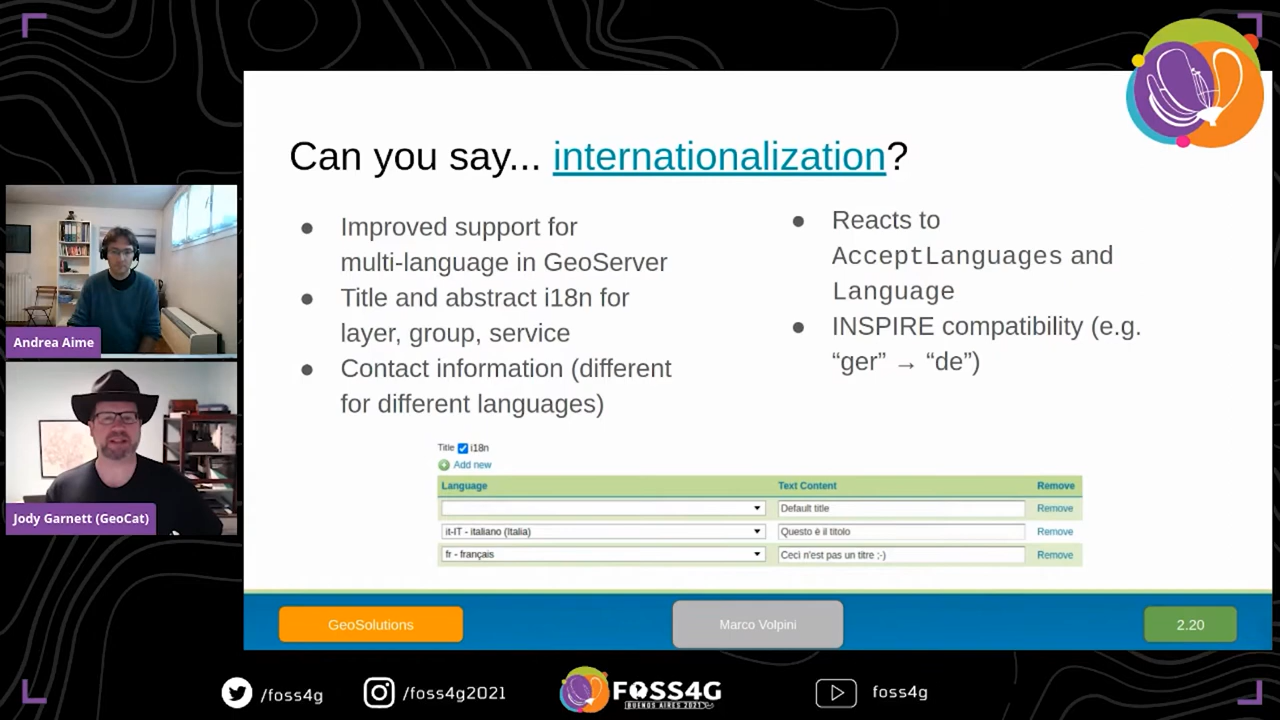 Can you say... internationalization?
● Improved support for
multi-language in GeoServer
● Title and abstract i18n for
layer, group, service
● Contact information (different
for different languages)
● Reacts to
AcceptLanguages and
Language
● INSPIRE compatibility (e.g.
“ger” → “de”)
Title i18n
Add new
Language Text Content Remove
Default title Remove
it-IT - italiano (Italia) Questo è il titolo Remove
fr - français Ceci n'est pas un titre ;-) Remove
GeoSolutions Marco Volpini 2.20
Andrea Aime
Jody Garnett (GeoCat)
/foss4g /foss4g2021 FOSS4G foss4g
BUENOS AIRES 2021